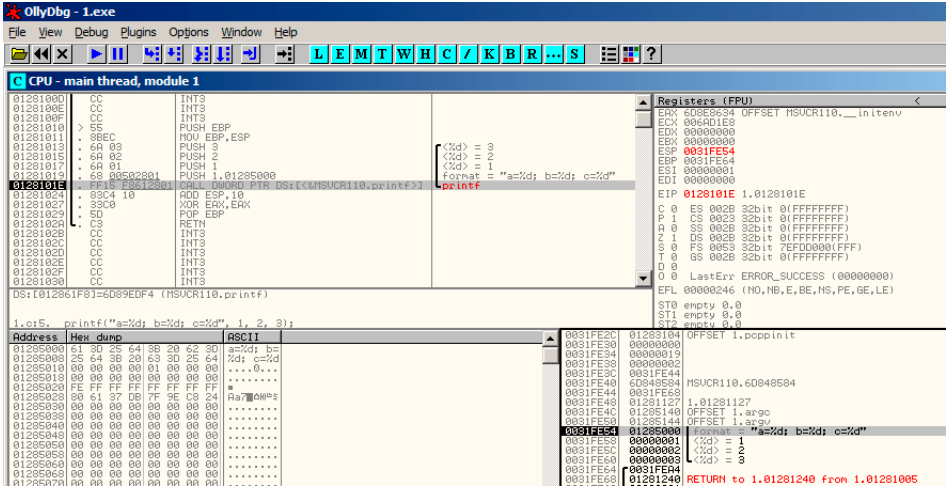 OllyDbg - 1.exe
File View Debug Plugins Options Window Help
L E M T W H C / K B R ... S ?
C CPU - main thread, module 1
0128100D CC INT3
0128100E CC INT3
0128100F CC INT3
01281010 > 55 PUSH EBP
01281011 . 8BEC MOV EBP,ESP
01281013 . 6A 03 PUSH 3 <%d> = 3
01281015 . 6A 02 PUSH 2 <%d> = 2
01281017 . 6A 01 PUSH 1 <%d> = 1
01281019 . 68 00502801 PUSH 1.01285000 format = "a=%d; b=%d; c=%d"
0128101E . FF15 F8612801 CALL DWORD PTR DS:[<&MSVCR110.printf>] printf
01281024 . 83C4 10 ADD ESP,10
01281027 . 33C0 XOR EAX,EAX
01281029 . 5D POP EBP
0128102A . C3 RETN
0128102B CC INT3
0128102C CC INT3
0128102D CC INT3
0128102E CC INT3
0128102F CC INT3
01281030 CC INT3
DS:[012861F8]=6D89EDF4 (MSVCR110.printf)
1.c:5. printf("a=%d; b=%d; c=%d", 1, 2, 3);
Registers (FPU) <
EAX 6D8E8634 OFFSET MSVCR110.__initenv
ECX 006AD1E8
EDX 00000000
EBX 00000000
ESP 0031FE54
EBP 0031FE64
ESI 00000001
EDI 00000000
EIP 0128101E 1.0128101E
C 0 ES 002B 32bit 0(FFFFFFFF)
P 1 CS 0023 32bit 0(FFFFFFFF)
A 0 SS 002B 32bit 0(FFFFFFFF)
Z 1 DS 002B 32bit 0(FFFFFFFF)
S 0 FS 0053 32bit 7EFDD000(FFF)
T 0 GS 002B 32bit 0(FFFFFFFF)
D 0
O 0 LastErr ERROR_SUCCESS (00000000)
EFL 00000246 (NO,NB,E,BE,NS,PE,GE,LE)
ST0 empty 0.0
ST1 empty 0.0
ST2 empty 0.0
Address Hex dump ASCII
01285000 61 3D 25 64 3B 20 62 3D a=%d; b=
01285008 25 64 3B 20 63 3D 25 64 %d; c=%d
01285010 00 00 00 00 01 00 00 00
01285018 00 00 00 00 00 00 00 00 ........
01285020 FE FF FF FF FF FF FF FF
01285028 80 61 37 DB 7F 9E C8 24
01285030 00 00 00 00 00 00 00 00 ........
01285038 00 00 00 00 00 00 00 00 ........
01285040 00 00 00 00 00 00 00 00 ........
01285048 00 00 00 00 00 00 00 00 ........
01285050 00 00 00 00 00 00 00 00 ........
01285058 00 00 00 00 00 00 00 00 ........
01285060 00 00 00 00 00 00 00 00 ........
01285068 00 00 00 00 00 00 00 00 ........
01285070 00 00 00 00 00 00 00 00 ........
0031FE2C 01283104 OFFSET 1.poppinit
0031FE30 00000000
0031FE34 00000019
0031FE38 00000000
0031FE3C 0031FE44
0031FE40 6D848584 MSVCR110.6D848584
0031FE44 0031FE68
0031FE48 01281127 1.01281127
0031FE4C 01285140 OFFSET 1.argc
0031FE50 01285144 OFFSET 1.argv
0031FE54 01285000 format = "a=%d; b=%d; c=%d"
0031FE58 00000001 <%d> = 1
0031FE5C 00000002 <%d> = 2
0031FE60 00000003 <%d> = 3
0031FE64 0031FEA4
0031FE68 01281240 RETURN to 1.01281240 from 1.01281005